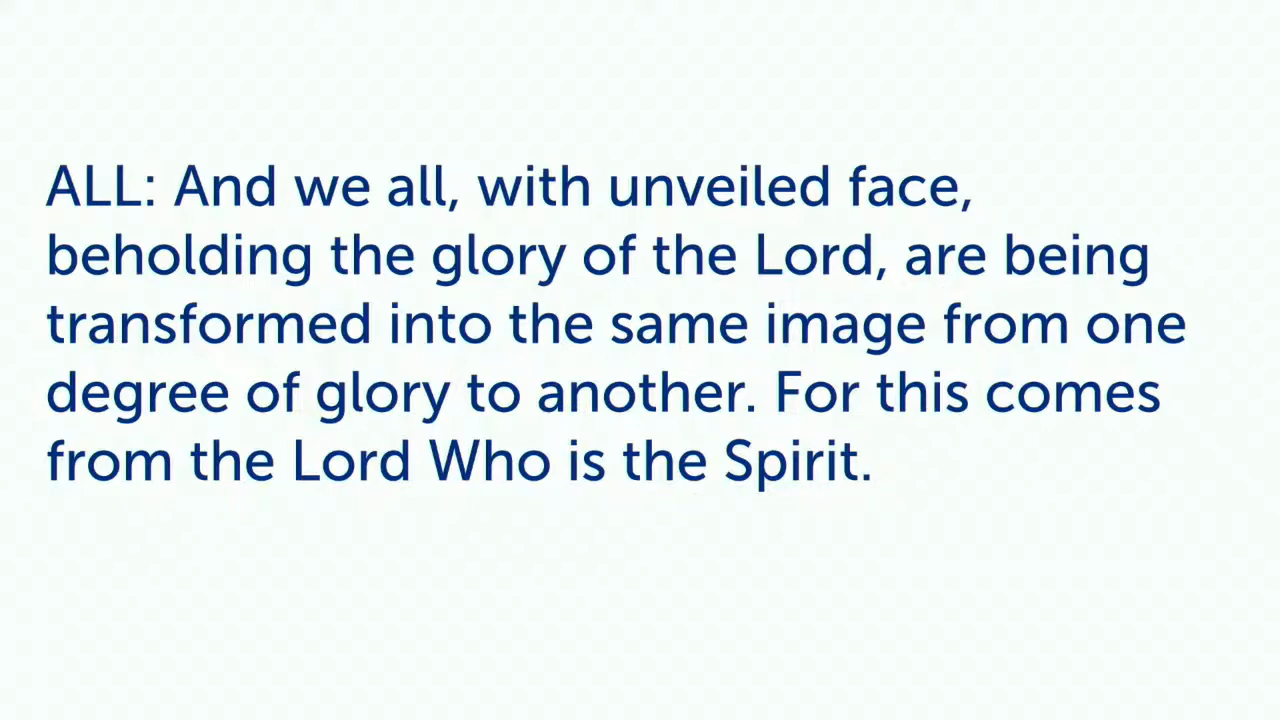 ALL: And we all, with unveiled face,
beholding the glory of the Lord, are being
transformed into the same image from one
degree of glory to another. For this comes
from the Lord Who is the Spirit.